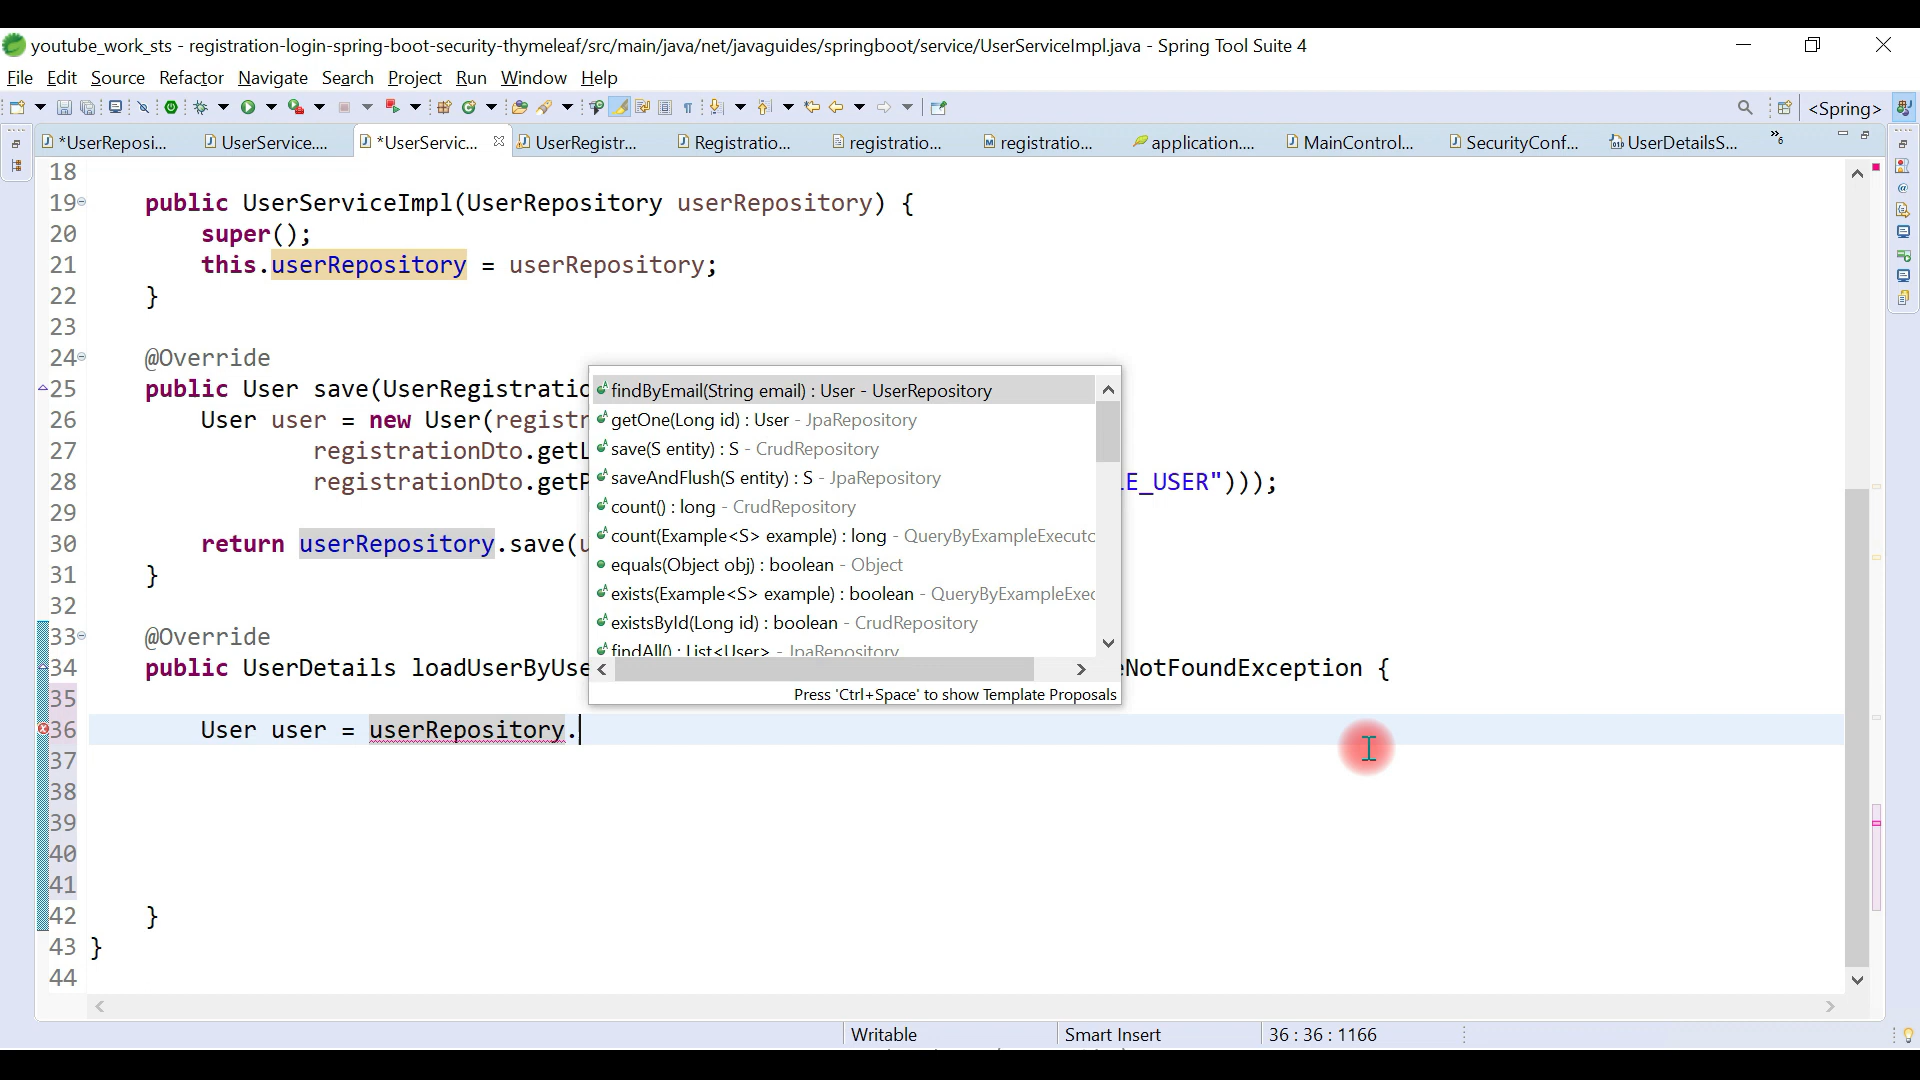 youtube_work_sts - registration-login-spring-boot-security-thymeleaf/src/main/java/net/javaguides/springboot/service/UserServiceImpl.java - Spring Tool Suite 4
File Edit Source Refactor Navigate Search Project Run Window Help
<Spring>
*UserReposi... UserService.... *UserServic... UserRegistr... Registratio... registratio... registratio... application.... MainControl... SecurityConf... UserDetailsS... »6
18
19 public UserServiceImpl(UserRepository userRepository) {
20 super();
21 this.userRepository = userRepository;
22 }
23
24 @Override
25 public User save(UserRegistratio
26 User user = new User(registr
27 registrationDto.getL
28 registrationDto.getP E_USER")));
29
30 return userRepository.save(u
31 }
32
33 @Override
34 public UserDetails loadUserByUse eNotFoundException {
35
36 User user = userRepository.
37
38
39
40
41
42 }
43 }
44
findByEmail(String email) : User - UserRepository
getOne(Long id) : User - JpaRepository
save(S entity) : S - CrudRepository
saveAndFlush(S entity) : S - JpaRepository
count() : long - CrudRepository
count(Example<S> example) : long - QueryByExampleExecuto
equals(Object obj) : boolean - Object
exists(Example<S> example) : boolean - QueryByExampleExec
existsById(Long id) : boolean - CrudRepository
findAll() : List<User> - JpaRepository
Press 'Ctrl+Space' to show Template Proposals
Writable Smart Insert 36 : 36 : 1166